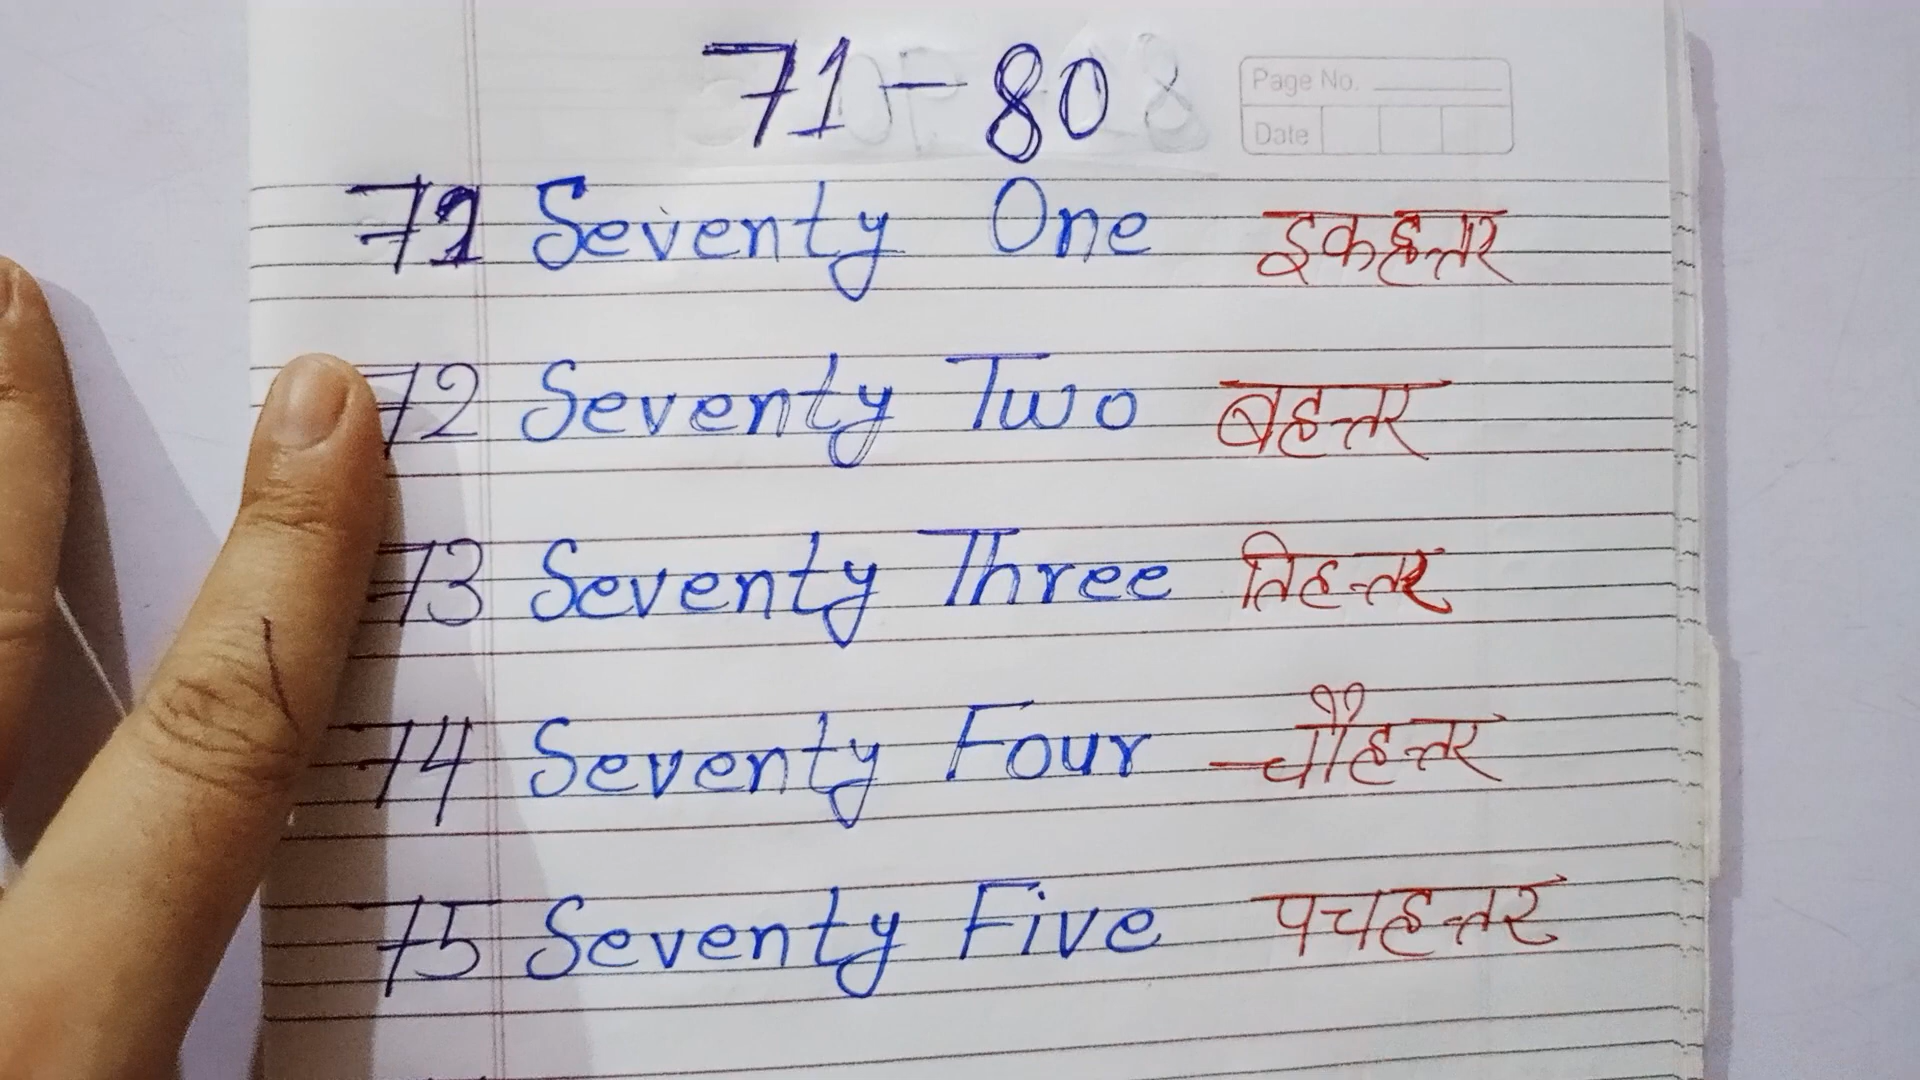 71-80
Page No.
Date
71 Seventy One इकहत्तर
72 Seventy Two बहत्तर
73 Seventy Three तिहत्तर
74 Seventy Four चौहत्तर
75 Seventy Five पचहत्तर